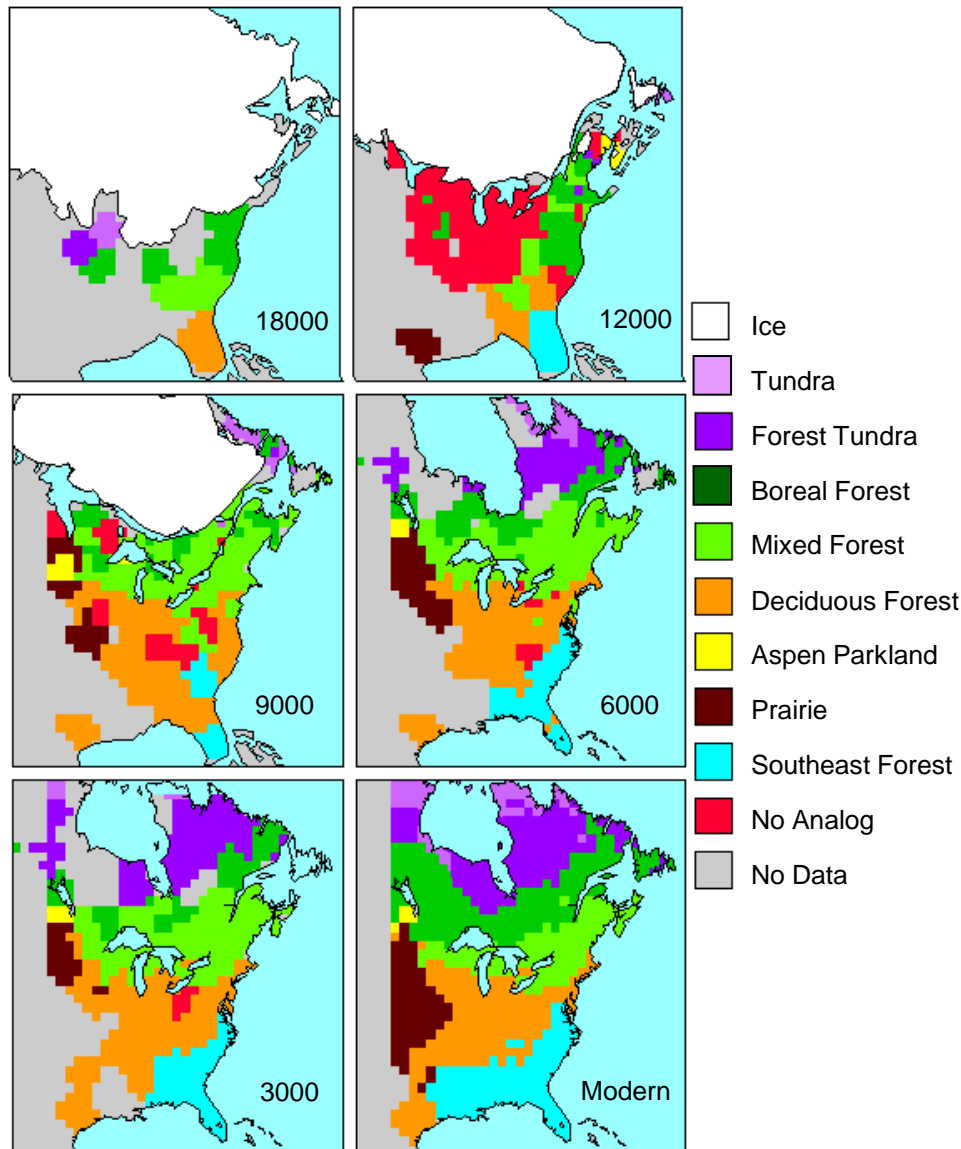 18000
12000
Ice
Tundra
Forest Tundra
Boreal Forest
Mixed Forest
Deciduous Forest
Aspen Parkland
Prairie
Southeast Forest
No Analog
No Data
9000
6000
3000
Modern